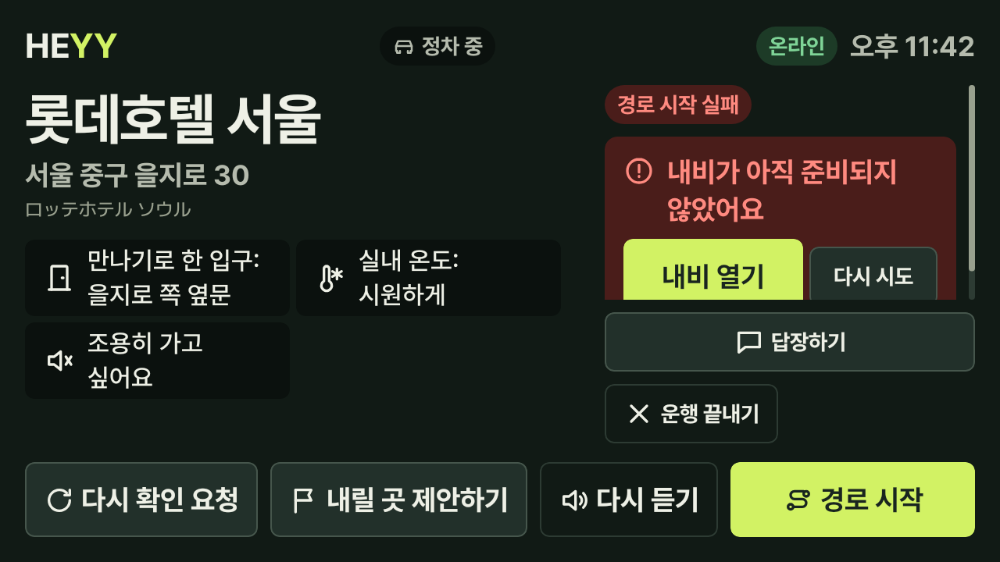 HEYY
정차 중
온라인
오후 11:42
롯데호텔 서울
서울 중구 을지로 30
ロッテホテル ソウル
만나기로 한 입구:
을지로 쪽 옆문
실내 온도:
시원하게
조용히 가고
싶어요
경로 시작 실패
내비가 아직 준비되지
않았어요
내비 열기
다시 시도
답장하기
운행 끝내기
다시 확인 요청
내릴 곳 제안하기
다시 듣기
경로 시작